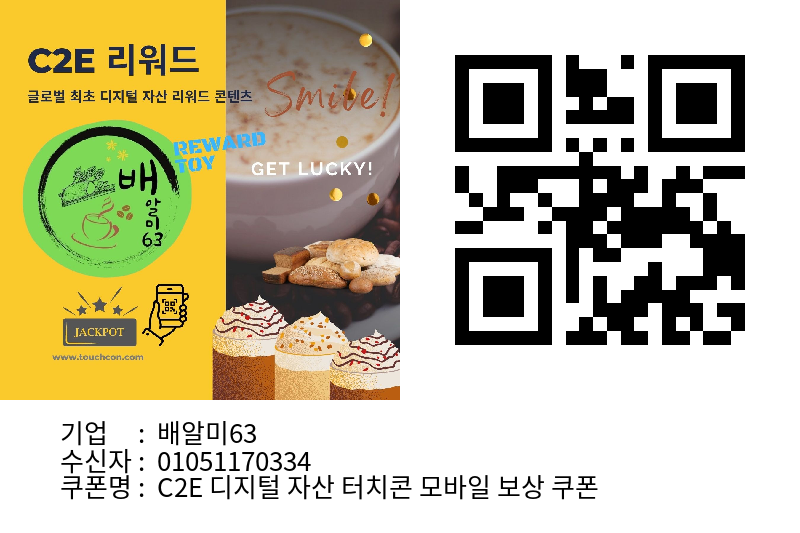 C2E 리워드
글로벌 최초 디지털 자산 리워드 콘텐츠
Smile!
REWARD
TOY
GET LUCKY!
배
알
미
63
JACKPOT
www.touchcon.com
기업 : 배알미63
수신자 : 01051170334
쿠폰명 : C2E 디지털 자산 터치콘 모바일 보상 쿠폰